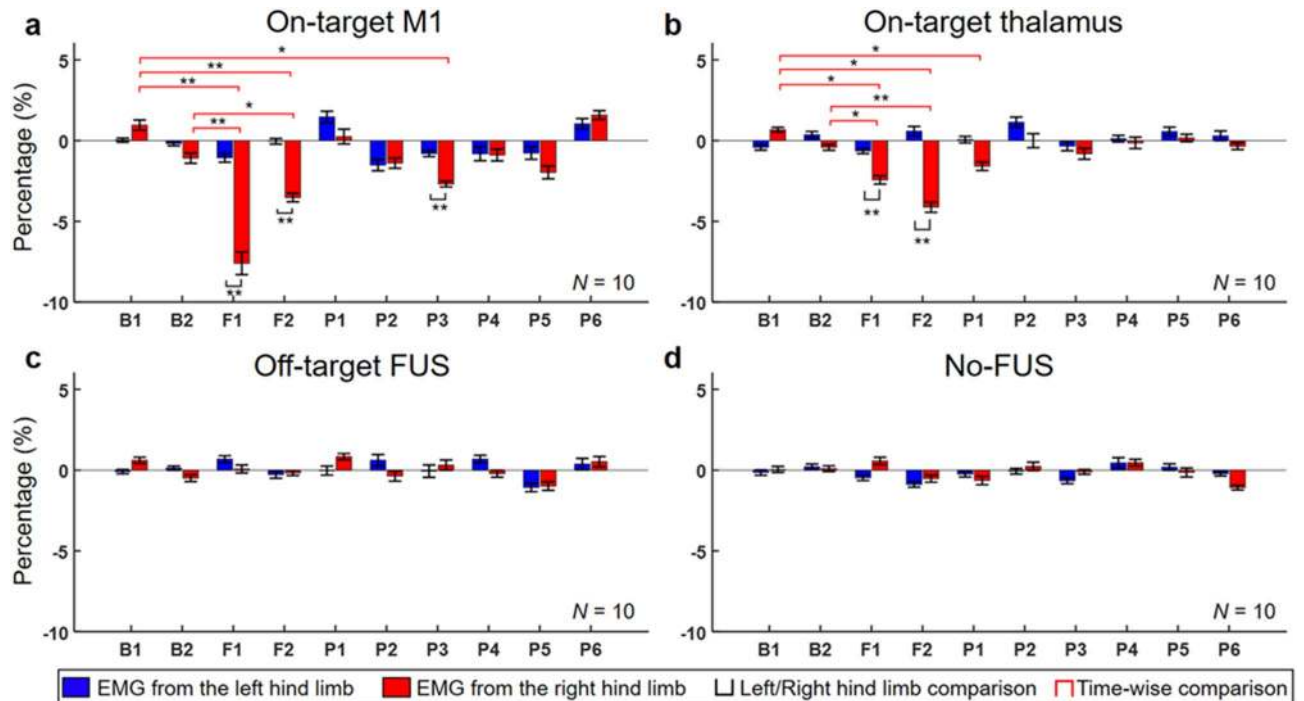 a On-target M1
5
0
-5
-10
Percentage (%)
*
**
**
*
**
**
**
**
N = 10
B1 B2 F1 F2 P1 P2 P3 P4 P5 P6
b On-target thalamus
5
0
-5
-10
*
*
*
**
*
**
**
N = 10
B1 B2 F1 F2 P1 P2 P3 P4 P5 P6
c Off-target FUS
5
0
-5
-10
Percentage (%)
N = 10
B1 B2 F1 F2 P1 P2 P3 P4 P5 P6
d No-FUS
5
0
-5
-10
N = 10
B1 B2 F1 F2 P1 P2 P3 P4 P5 P6
EMG from the left hind limb EMG from the right hind limb Left/Right hind limb comparison Time-wise comparison